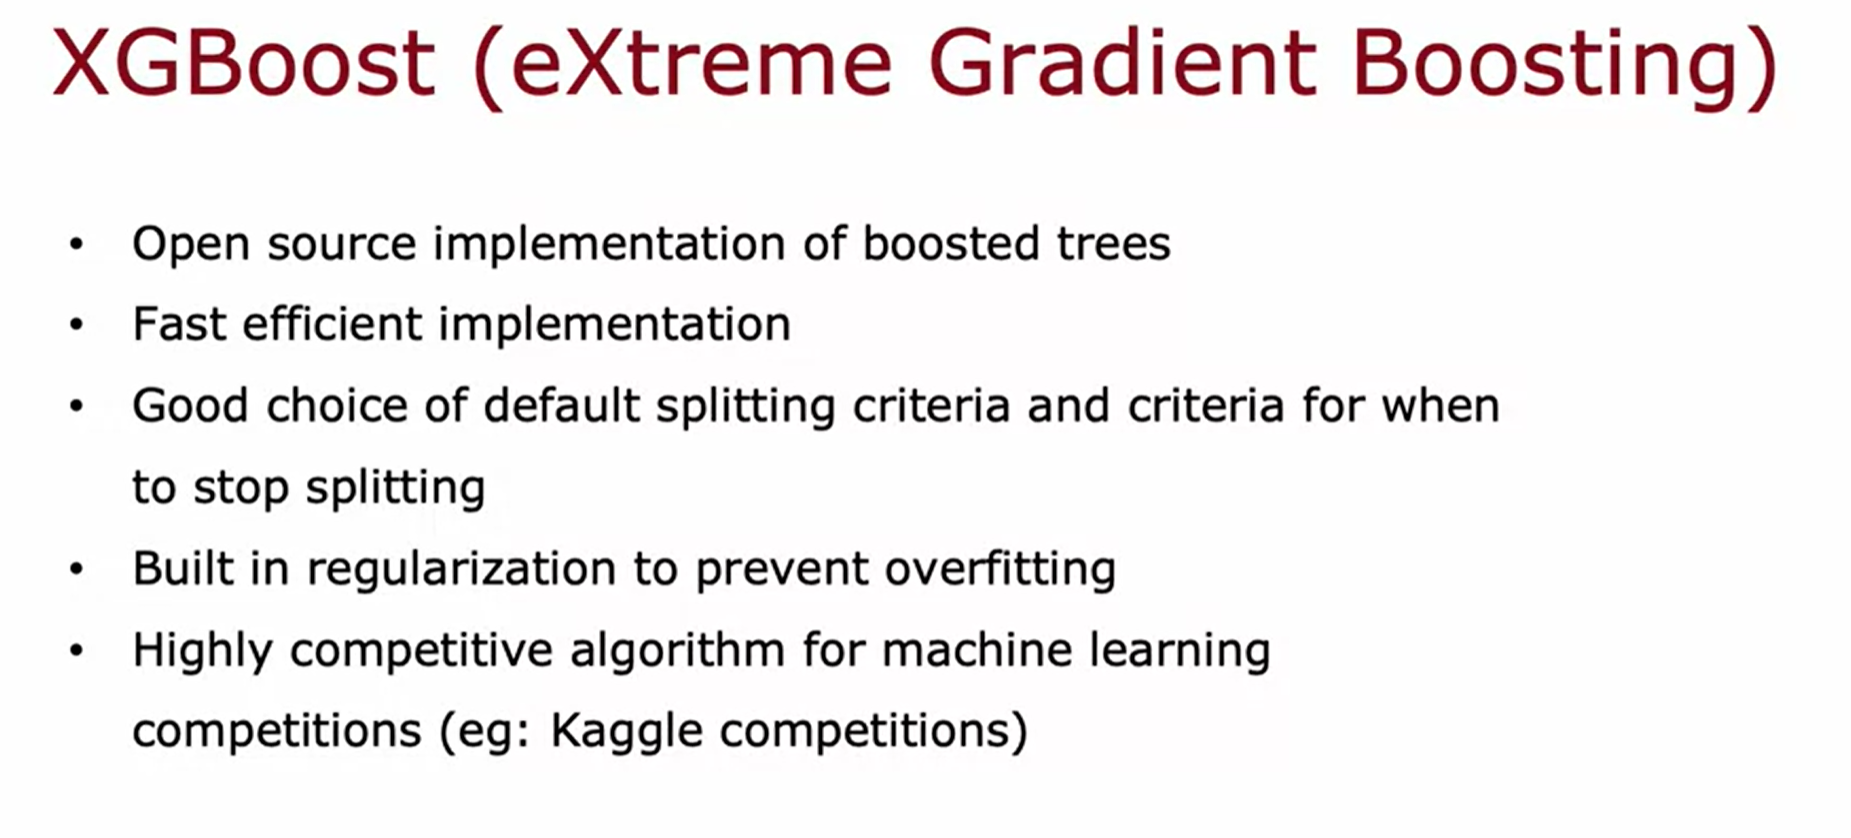 XGBoost (eXtreme Gradient Boosting)
• Open source implementation of boosted trees
• Fast efficient implementation
• Good choice of default splitting criteria and criteria for when
to stop splitting
• Built in regularization to prevent overfitting
• Highly competitive algorithm for machine learning
competitions (eg: Kaggle competitions)